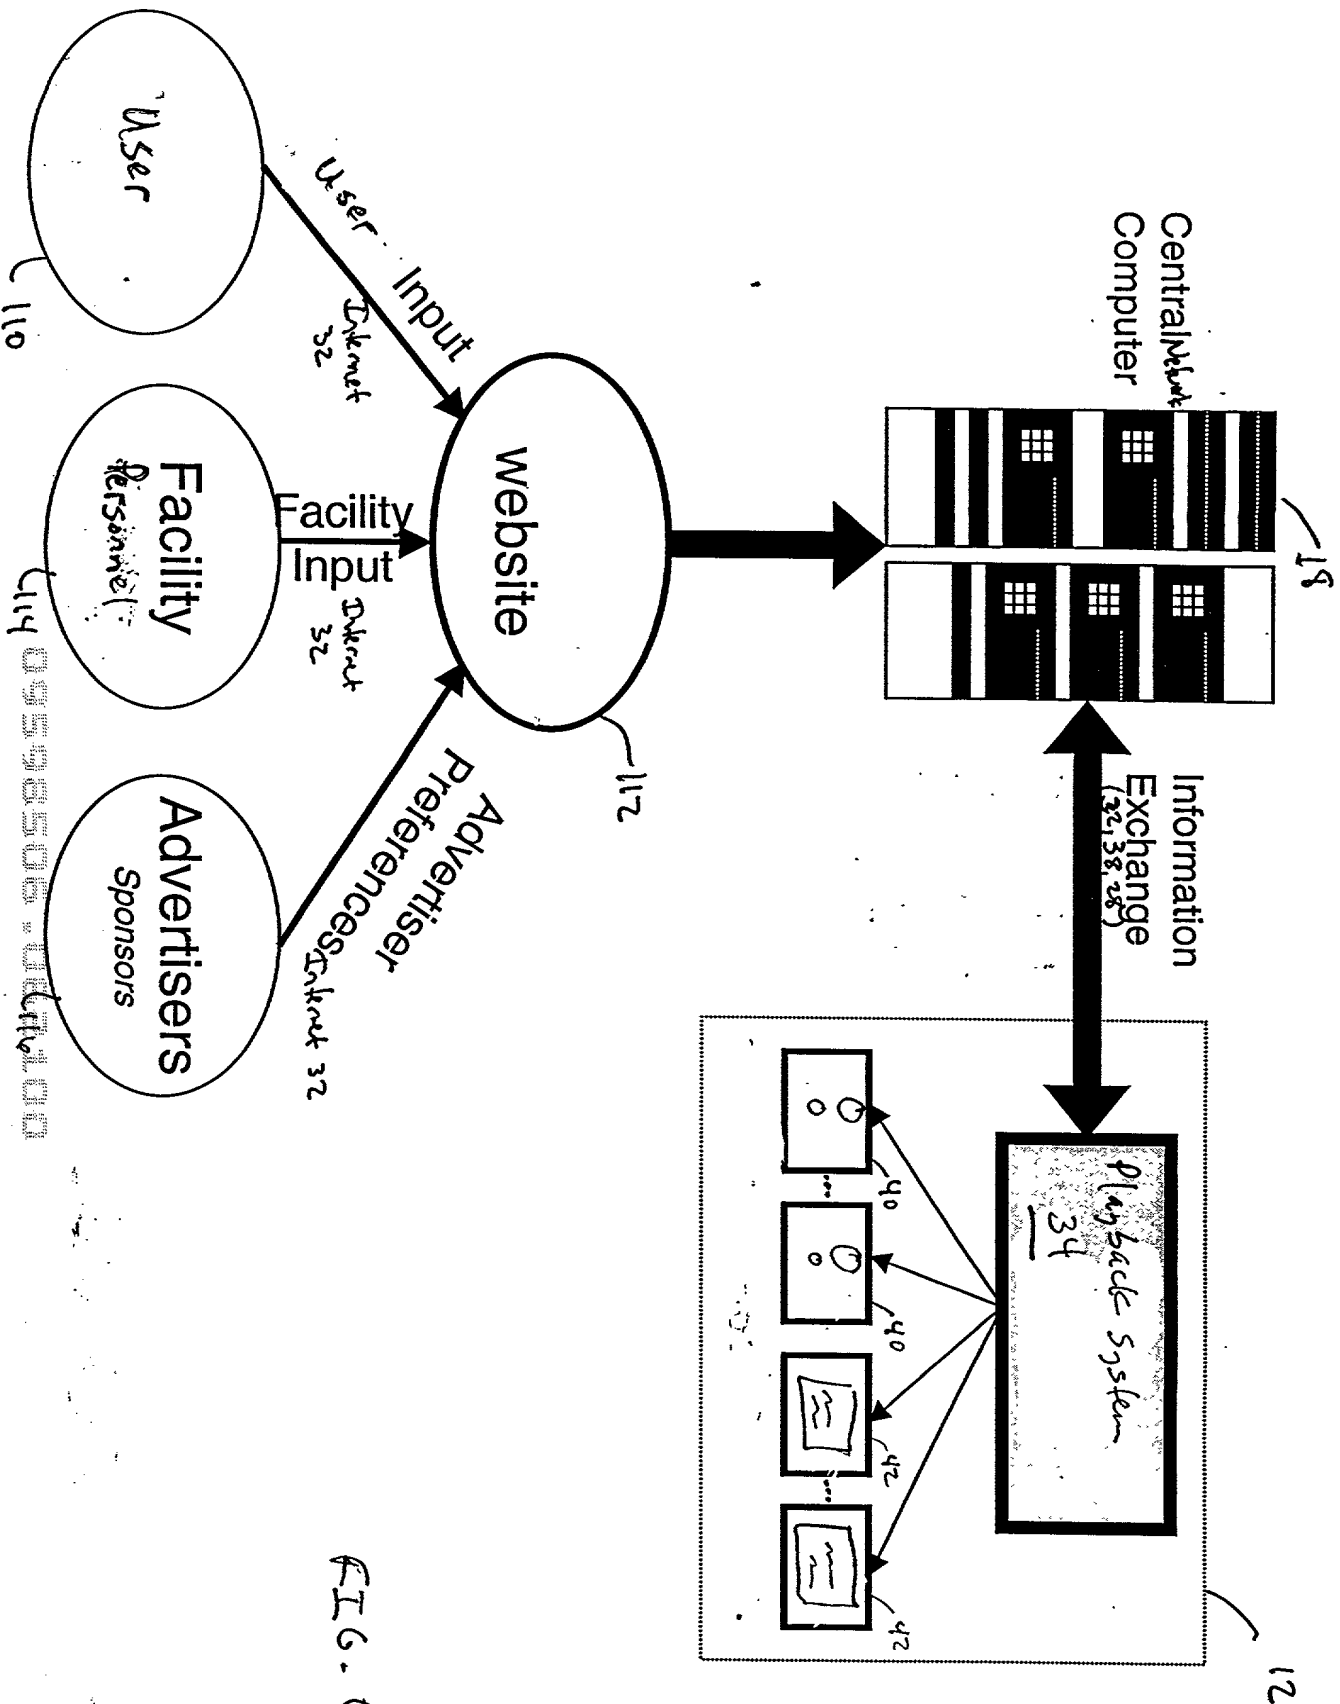 18
Central Network
Computer
Information
Exchange
(32, 38, 28)
12
Playback System
34
40
40
42
42
website
112
User
Input
Internet
32
Facility
Input
Internet
32
Advertiser
Preferences
Internet 32
User
110
Facility
Personnel
114
Advertisers
Sponsors
116
FIG.